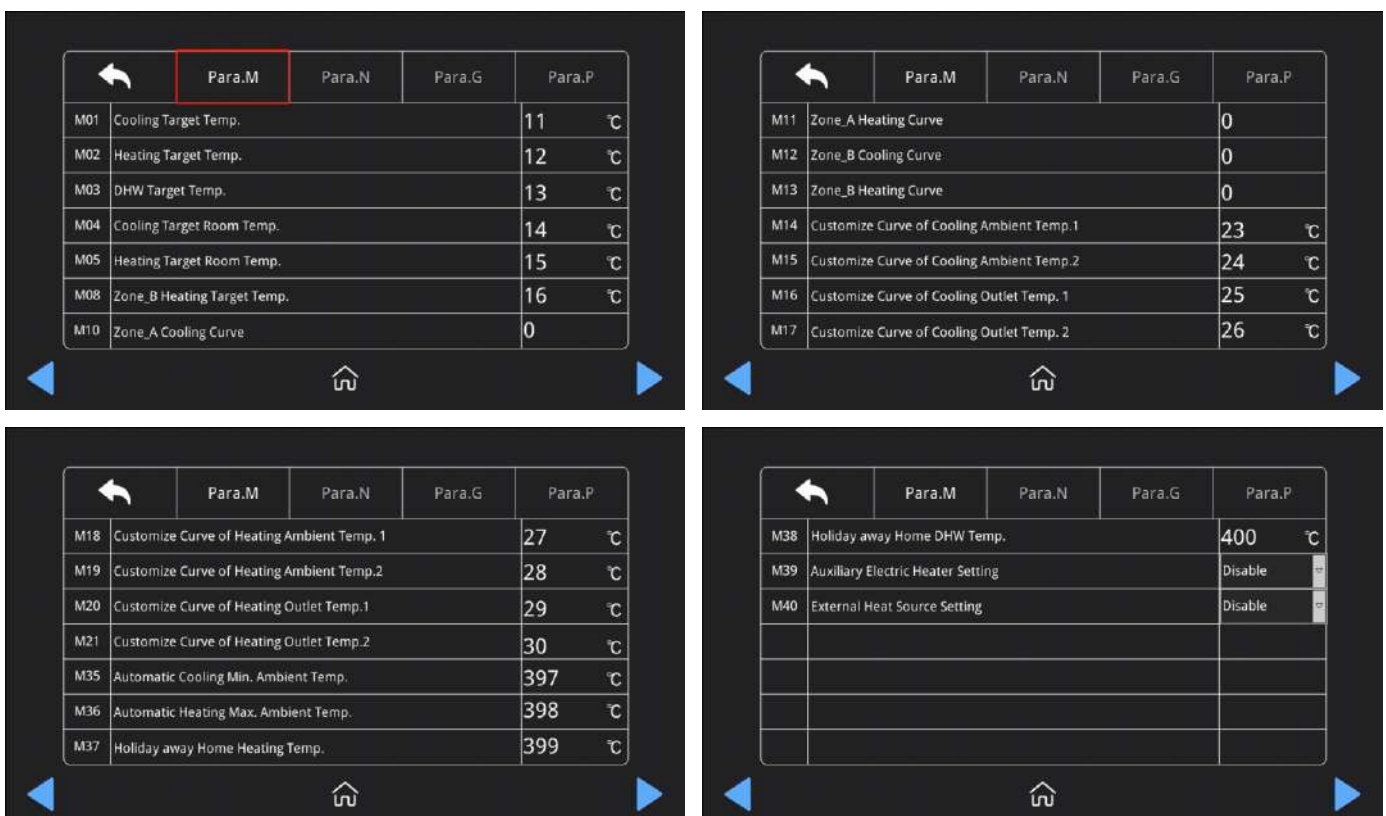 Para.M Para.N Para.G Para.P
M01 Cooling Target Temp. 11 ℃
M02 Heating Target Temp. 12 ℃
M03 DHW Target Temp. 13 ℃
M04 Cooling Target Room Temp. 14 ℃
M05 Heating Target Room Temp. 15 ℃
M08 Zone_B Heating Target Temp. 16 ℃
M10 Zone_A Cooling Curve 0
Para.M Para.N Para.G Para.P
M11 Zone_A Heating Curve 0
M12 Zone_B Cooling Curve 0
M13 Zone_B Heating Curve 0
M14 Customize Curve of Cooling Ambient Temp.1 23 ℃
M15 Customize Curve of Cooling Ambient Temp.2 24 ℃
M16 Customize Curve of Cooling Outlet Temp. 1 25 ℃
M17 Customize Curve of Cooling Outlet Temp. 2 26 ℃
Para.M Para.N Para.G Para.P
M18 Customize Curve of Heating Ambient Temp. 1 27 ℃
M19 Customize Curve of Heating Ambient Temp.2 28 ℃
M20 Customize Curve of Heating Outlet Temp.1 29 ℃
M21 Customize Curve of Heating Outlet Temp.2 30 ℃
M35 Automatic Cooling Min. Ambient Temp. 397 ℃
M36 Automatic Heating Max. Ambient Temp. 398 ℃
M37 Holiday away Home Heating Temp. 399 ℃
Para.M Para.N Para.G Para.P
M38 Holiday away Home DHW Temp. 400 ℃
M39 Auxiliary Electric Heater Setting Disable
M40 External Heat Source Setting Disable